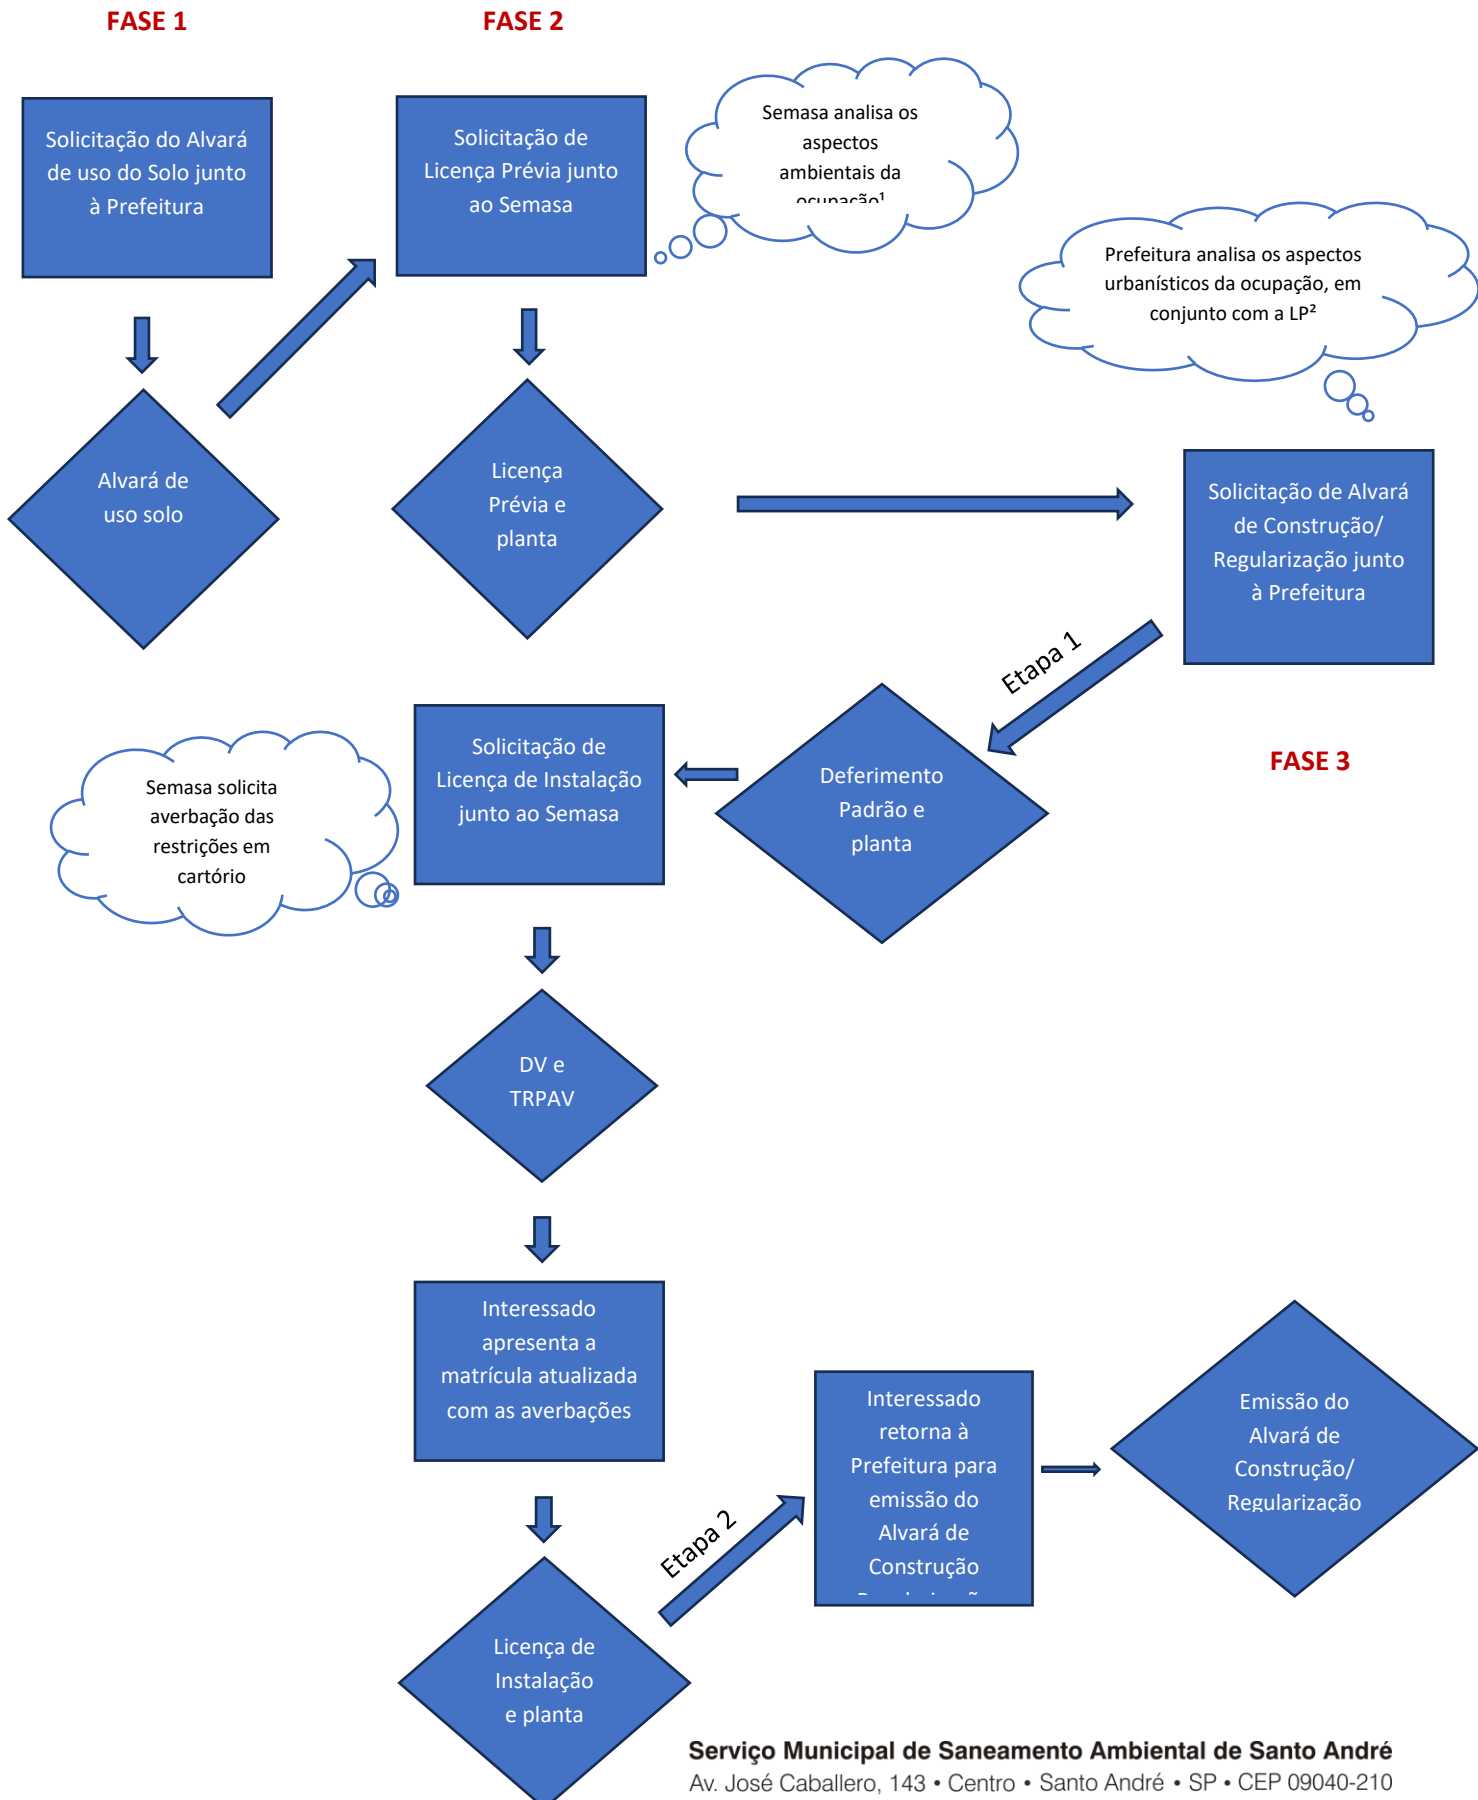 FASE 1
FASE 2
Solicitação do Alvará
de uso do Solo junto
à Prefeitura
Solicitação de
Licença Prévia junto
ao Semasa
Semasa analisa os
aspectos
ambientais da
ocupação¹
Prefeitura analisa os aspectos
urbanísticos da ocupação, em
conjunto com a LP²
Alvará de
uso solo
Licença
Prévia e
planta
Solicitação de Alvará
de Construção/
Regularização junto
à Prefeitura
Etapa 1
FASE 3
Deferimento
Padrão e
planta
Solicitação de
Licença de Instalação
junto ao Semasa
Semasa solicita
averbação das
restrições em
cartório
DV e
TRPAV
Interessado
apresenta a
matrícula atualizada
com as averbações
Licença de
Instalação
e planta
Etapa 2
Interessado
retorna à
Prefeitura para
emissão do
Alvará de
Construção
Emissão do
Alvará de
Construção/
Regularização
Serviço Municipal de Saneamento Ambiental de Santo André
Av. José Caballero, 143 • Centro • Santo André • SP • CEP 09040-210